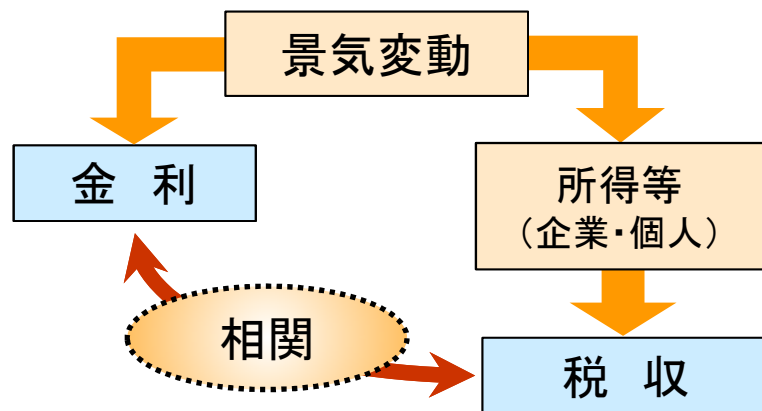 景気変動
金 利
所得等
（企業・個人）
相関
税 収